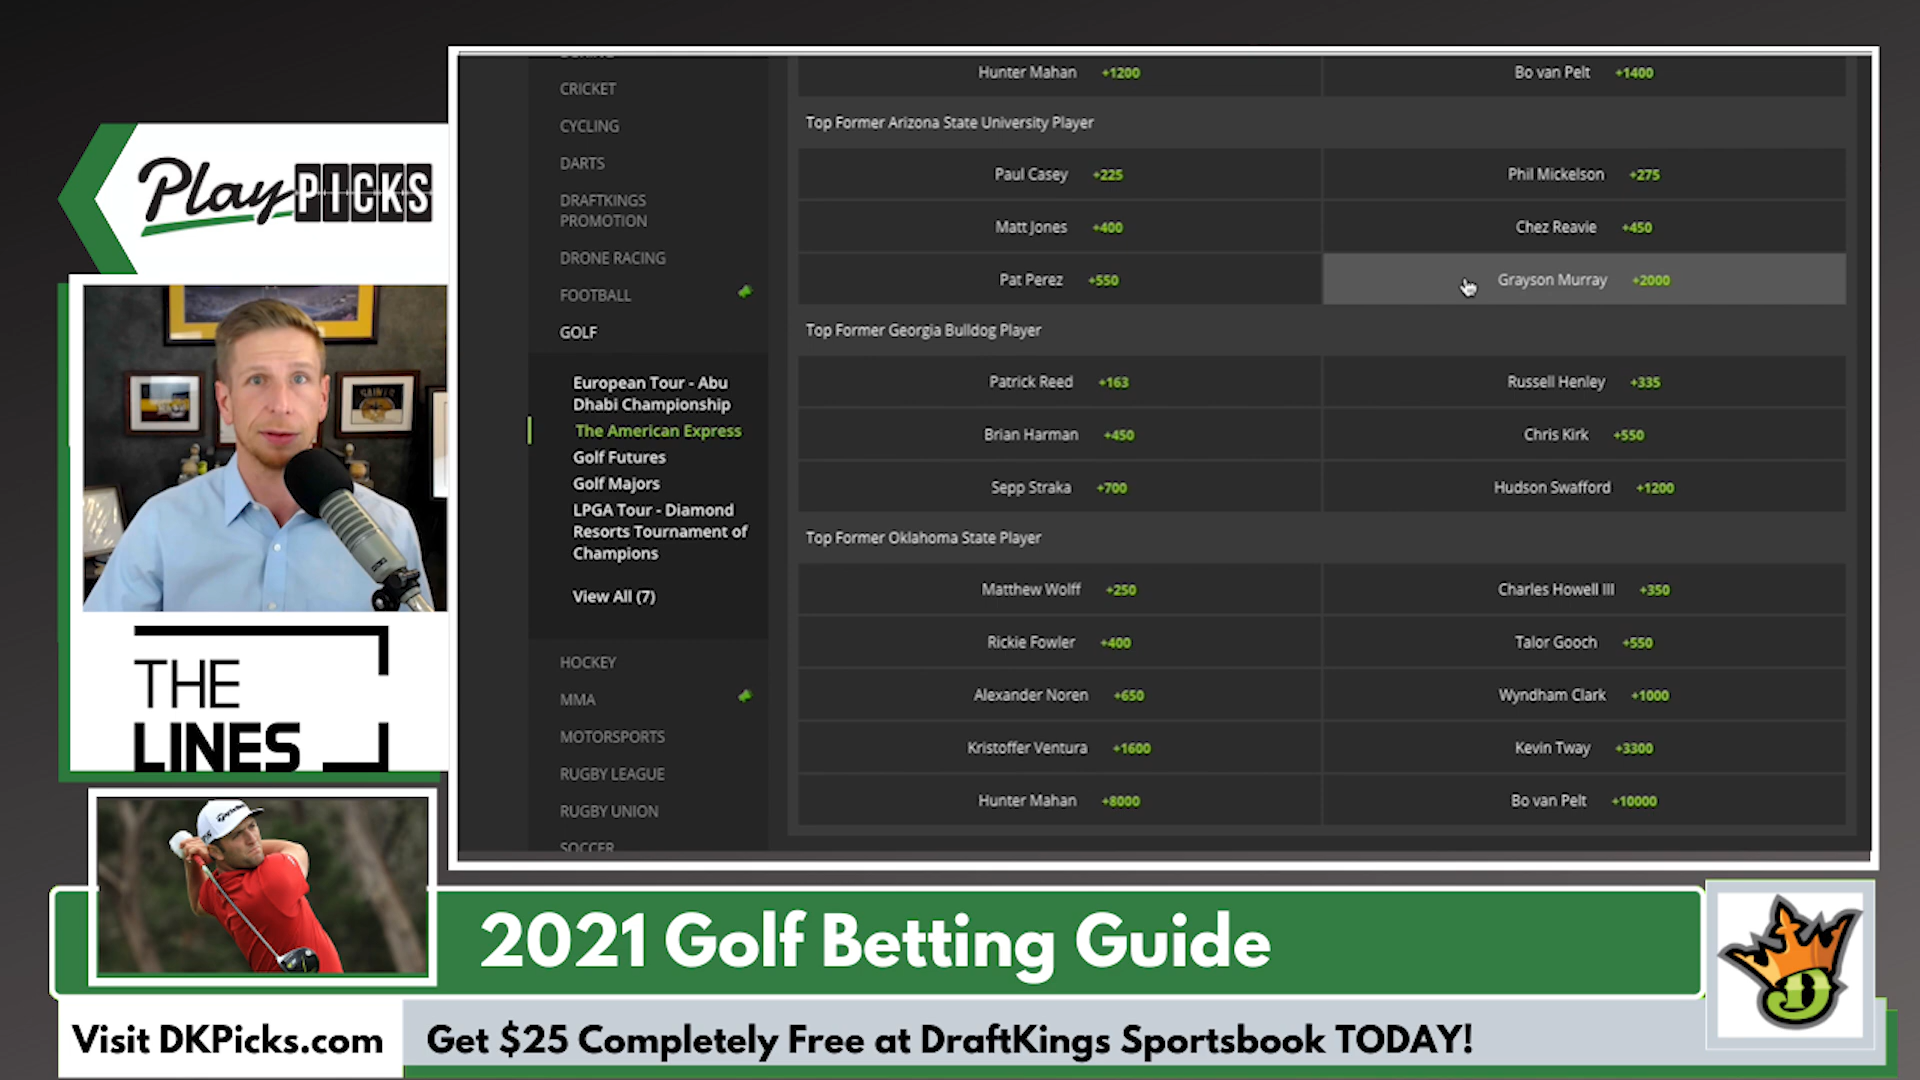 Play PICKS
THE
LINES
CRICKET
CYCLING
DARTS
DRAFTKINGS
PROMOTION
DRONE RACING
FOOTBALL
GOLF
European Tour - Abu
Dhabi Championship
The American Express
Golf Futures
Golf Majors
LPGA Tour - Diamond
Resorts Tournament of
Champions
View All (7)
HOCKEY
MMA
MOTORSPORTS
RUGBY LEAGUE
RUGBY UNION
SOCCER
Hunter Mahan +1200 Bo van Pelt +1400
Top Former Arizona State University Player
Paul Casey +225 Phil Mickelson +275
Matt Jones +400 Chez Reavie +450
Pat Perez +550 Grayson Murray +2000
Top Former Georgia Bulldog Player
Patrick Reed +163 Russell Henley +335
Brian Harman +450 Chris Kirk +550
Sepp Straka +700 Hudson Swafford +1200
Top Former Oklahoma State Player
Matthew Wolff +250 Charles Howell III +350
Rickie Fowler +400 Talor Gooch +550
Alexander Noren +650 Wyndham Clark +1000
Kristoffer Ventura +1600 Kevin Tway +3300
Hunter Mahan +8000 Bo van Pelt +10000
2021 Golf Betting Guide
Visit DKPicks.com
Get $25 Completely Free at DraftKings Sportsbook TODAY!
D